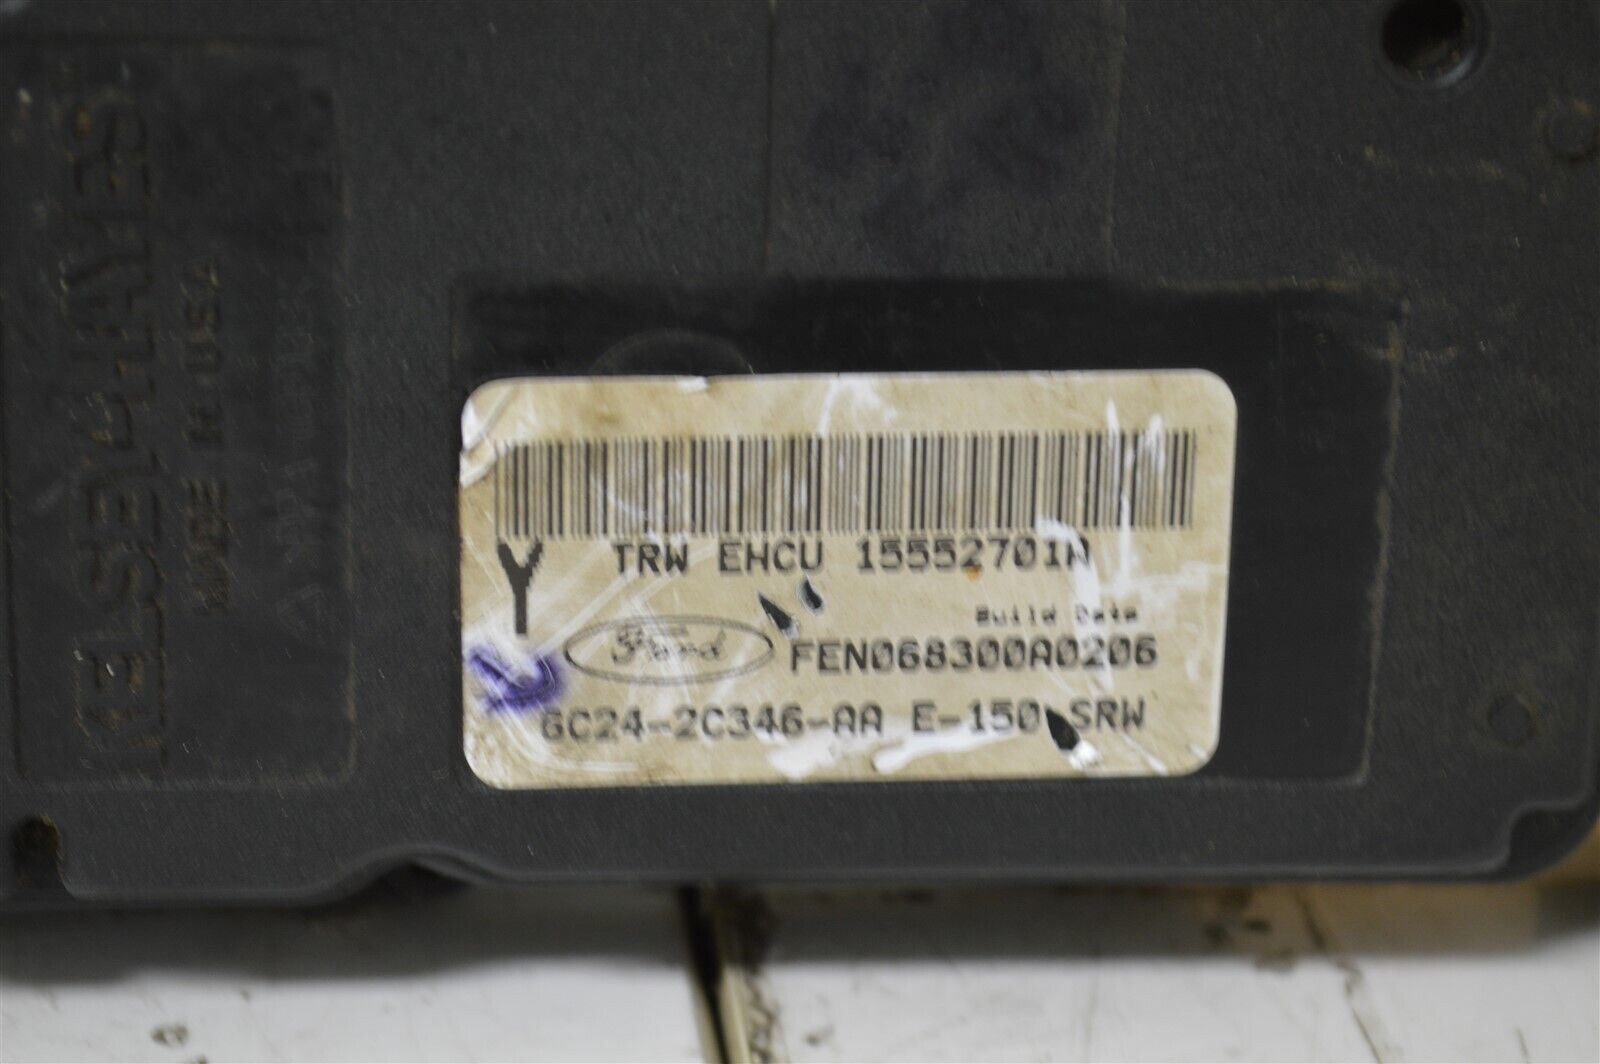 KELSEY-HAYES
MADE IN USA
Y TRW EHCU 15552701A
Build Date
Ford FEN068300A0206
6C24-2C346-AA E-150 SRW